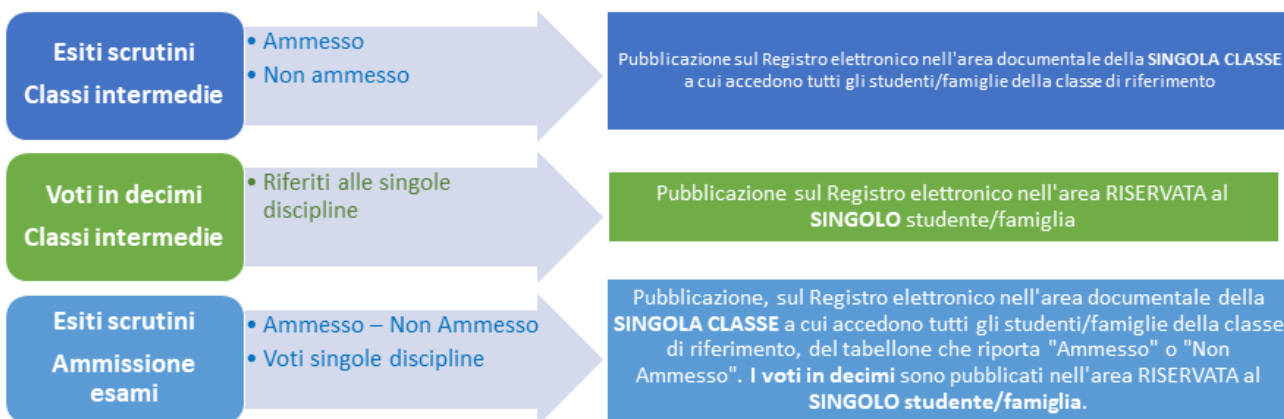 Esiti scrutini
Classi intermedie
• Ammesso
• Non ammesso
Pubblicazione sul Registro elettronico nell'area documentale della SINGOLA CLASSE
a cui accedono tutti gli studenti/famiglie della classe di riferimento
Voti in decimi
Classi intermedie
• Riferiti alle singole
discipline
Pubblicazione sul Registro elettronico nell'area RISERVATA al
SINGOLO studente/famiglia
Esiti scrutini
Ammissione
esami
• Ammesso – Non Ammesso
• Voti singole discipline
Pubblicazione, sul Registro elettronico nell'area documentale della
SINGOLA CLASSE a cui accedono tutti gli studenti/famiglie della classe
di riferimento, del tabellone che riporta "Ammesso" o "Non
Ammesso". I voti in decimi sono pubblicati nell'area RISERVATA al
SINGOLO studente/famiglia.